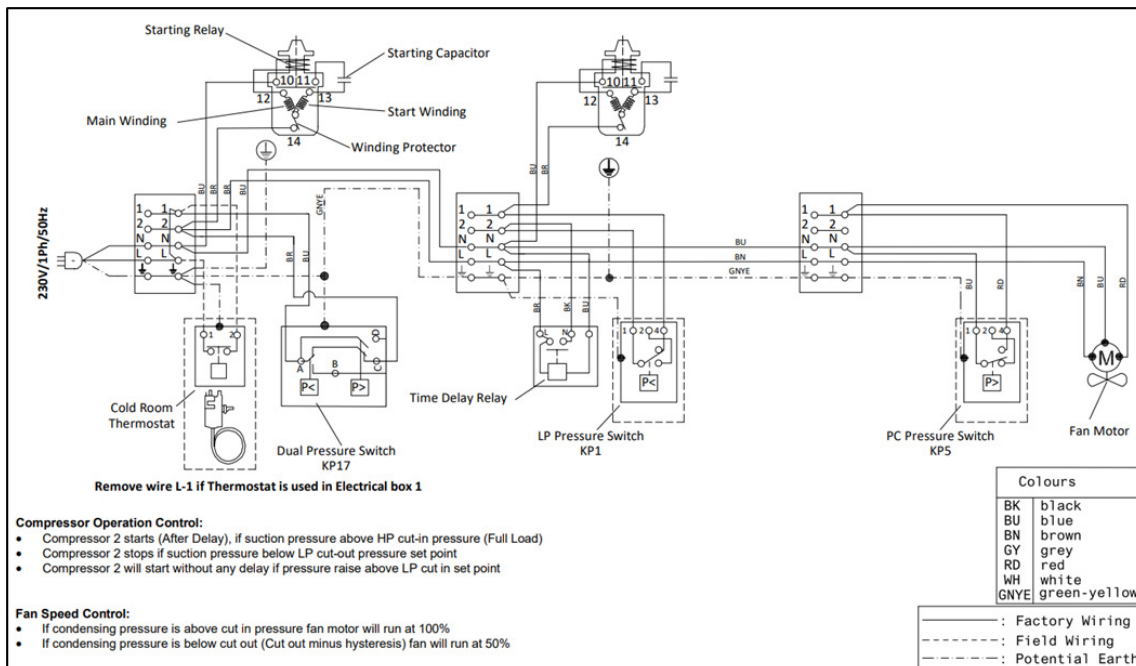 Starting Relay
Starting Capacitor
10 11
10 11
12
13
12
13
Main Winding
Start Winding
14
Winding Protector
14
BU
BR
BR
BU
GNYE
BU
BR
230V/1Ph/50Hz
1 1
2 2
N N
L L
1 1
2 2
N N
L L
1 1
2 2
N N
L L
BR
BU
BU
BN
GNYE
BR
BK
BU
BU
RD
BN
BU
RD
1 2
A
B
C
D
P<
P>
L N
1 2 4
P<
1 2 4
P>
M
Cold Room
Thermostat
Dual Pressure Switch
KP17
Time Delay Relay
LP Pressure Switch
KP1
PC Pressure Switch
KP5
Fan Motor
Remove wire L-1 if Thermostat is used in Electrical box 1
Compressor Operation Control:
• Compressor 2 starts (After Delay), if suction pressure above HP cut-in pressure (Full Load)
• Compressor 2 stops if suction pressure below LP cut-out pressure set point
• Compressor 2 will start without any delay if pressure raise above LP cut in set point
Fan Speed Control:
• If condensing pressure is above cut in pressure fan motor will run at 100%
• If condensing pressure is below cut out (Cut out minus hysteresis) fan will run at 50%
Colours
BK black
BU blue
BN brown
GY grey
RD red
WH white
GNYE green-yellow
: Factory Wiring
: Field Wiring
: Potential Earth